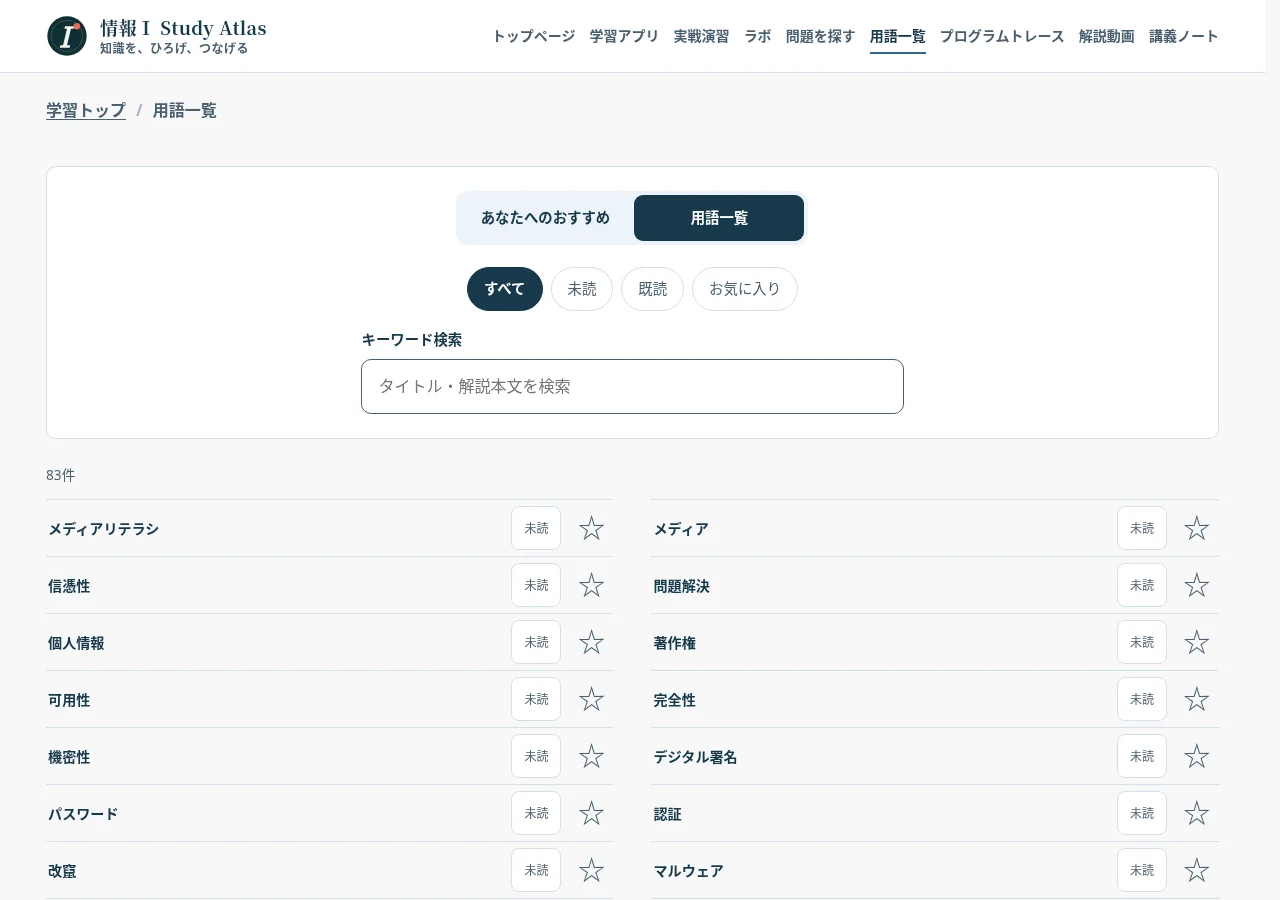 情報Ⅰ Study Atlas
知識を、ひろげ、つなげる
トップページ 学習アプリ 実戦演習 ラボ 問題を探す 用語一覧 プログラムトレース 解説動画 講義ノート
学習トップ / 用語一覧
あなたへのおすすめ 用語一覧
すべて 未読 既読 お気に入り
キーワード検索
タイトル・解説本文を検索
83件
メディアリテラシ 未読 ☆ メディア 未読 ☆
信憑性 未読 ☆ 問題解決 未読 ☆
個人情報 未読 ☆ 著作権 未読 ☆
可用性 未読 ☆ 完全性 未読 ☆
機密性 未読 ☆ デジタル署名 未読 ☆
パスワード 未読 ☆ 認証 未読 ☆
改竄 未読 ☆ マルウェア 未読 ☆